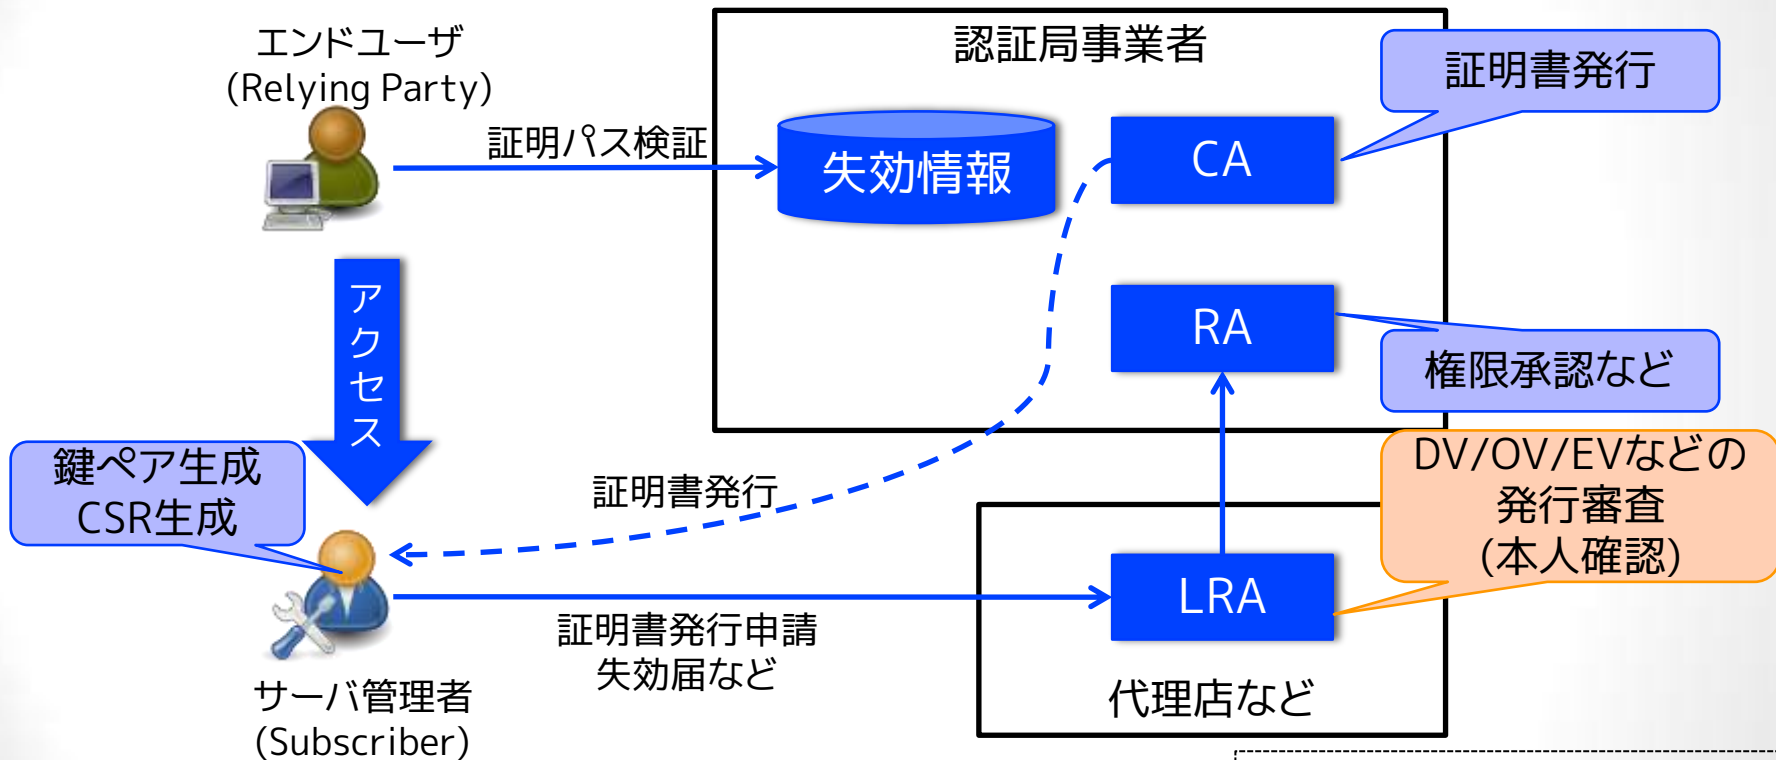 エンドユーザ
(Relying Party)
認証局事業者
証明書発行
証明パス検証
失効情報
CA
アクセス
RA
権限承認など
鍵ペア生成
CSR生成
証明書発行
DV/OV/EVなどの
発行審査
(本人確認)
LRA
証明書発行申請
失効届など
代理店など
サーバ管理者
(Subscriber)